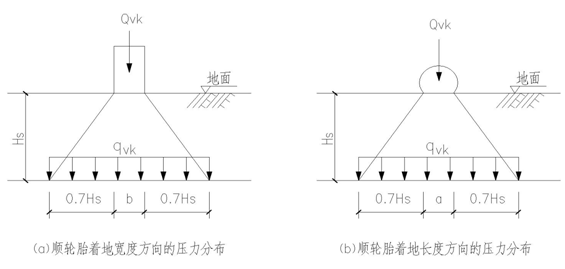 Qvk
地面
Hs
qvk
0.7Hs b 0.7Hs
(a)顺轮胎着地宽度方向的压力分布
Qvk
地面
Hs
qvk
0.7Hs a 0.7Hs
(b)顺轮胎着地长度方向的压力分布